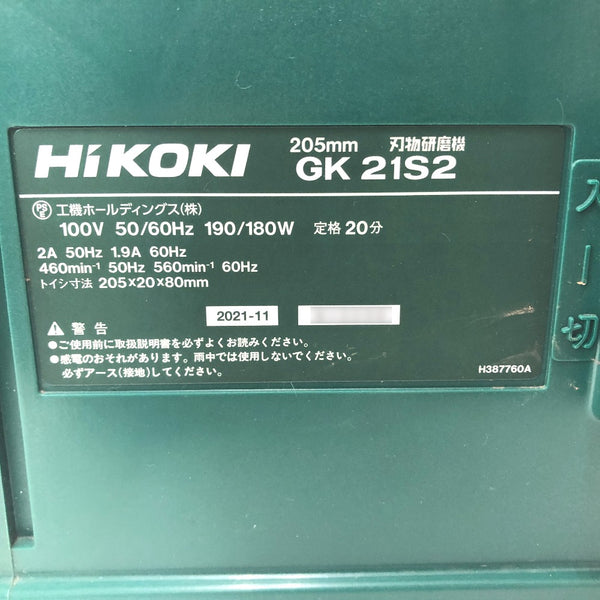 HiKOKI
205mm 刃物研磨機
GK 21S2
PS E 工機ホールディングス(株)
100V 50/60Hz 190/180W 定格 20分
2A 50Hz 1.9A 60Hz
460min⁻¹ 50Hz 560min⁻¹ 60Hz
トイシ寸法 205×20×80mm
2021-11
⚠ 警告
●ご使用前に取扱説明書を必ずよくお読みください。
●感電のおそれがあります。雨中では使用しないでください。
必ずアース(接地)してください。
H387760A
入ー切